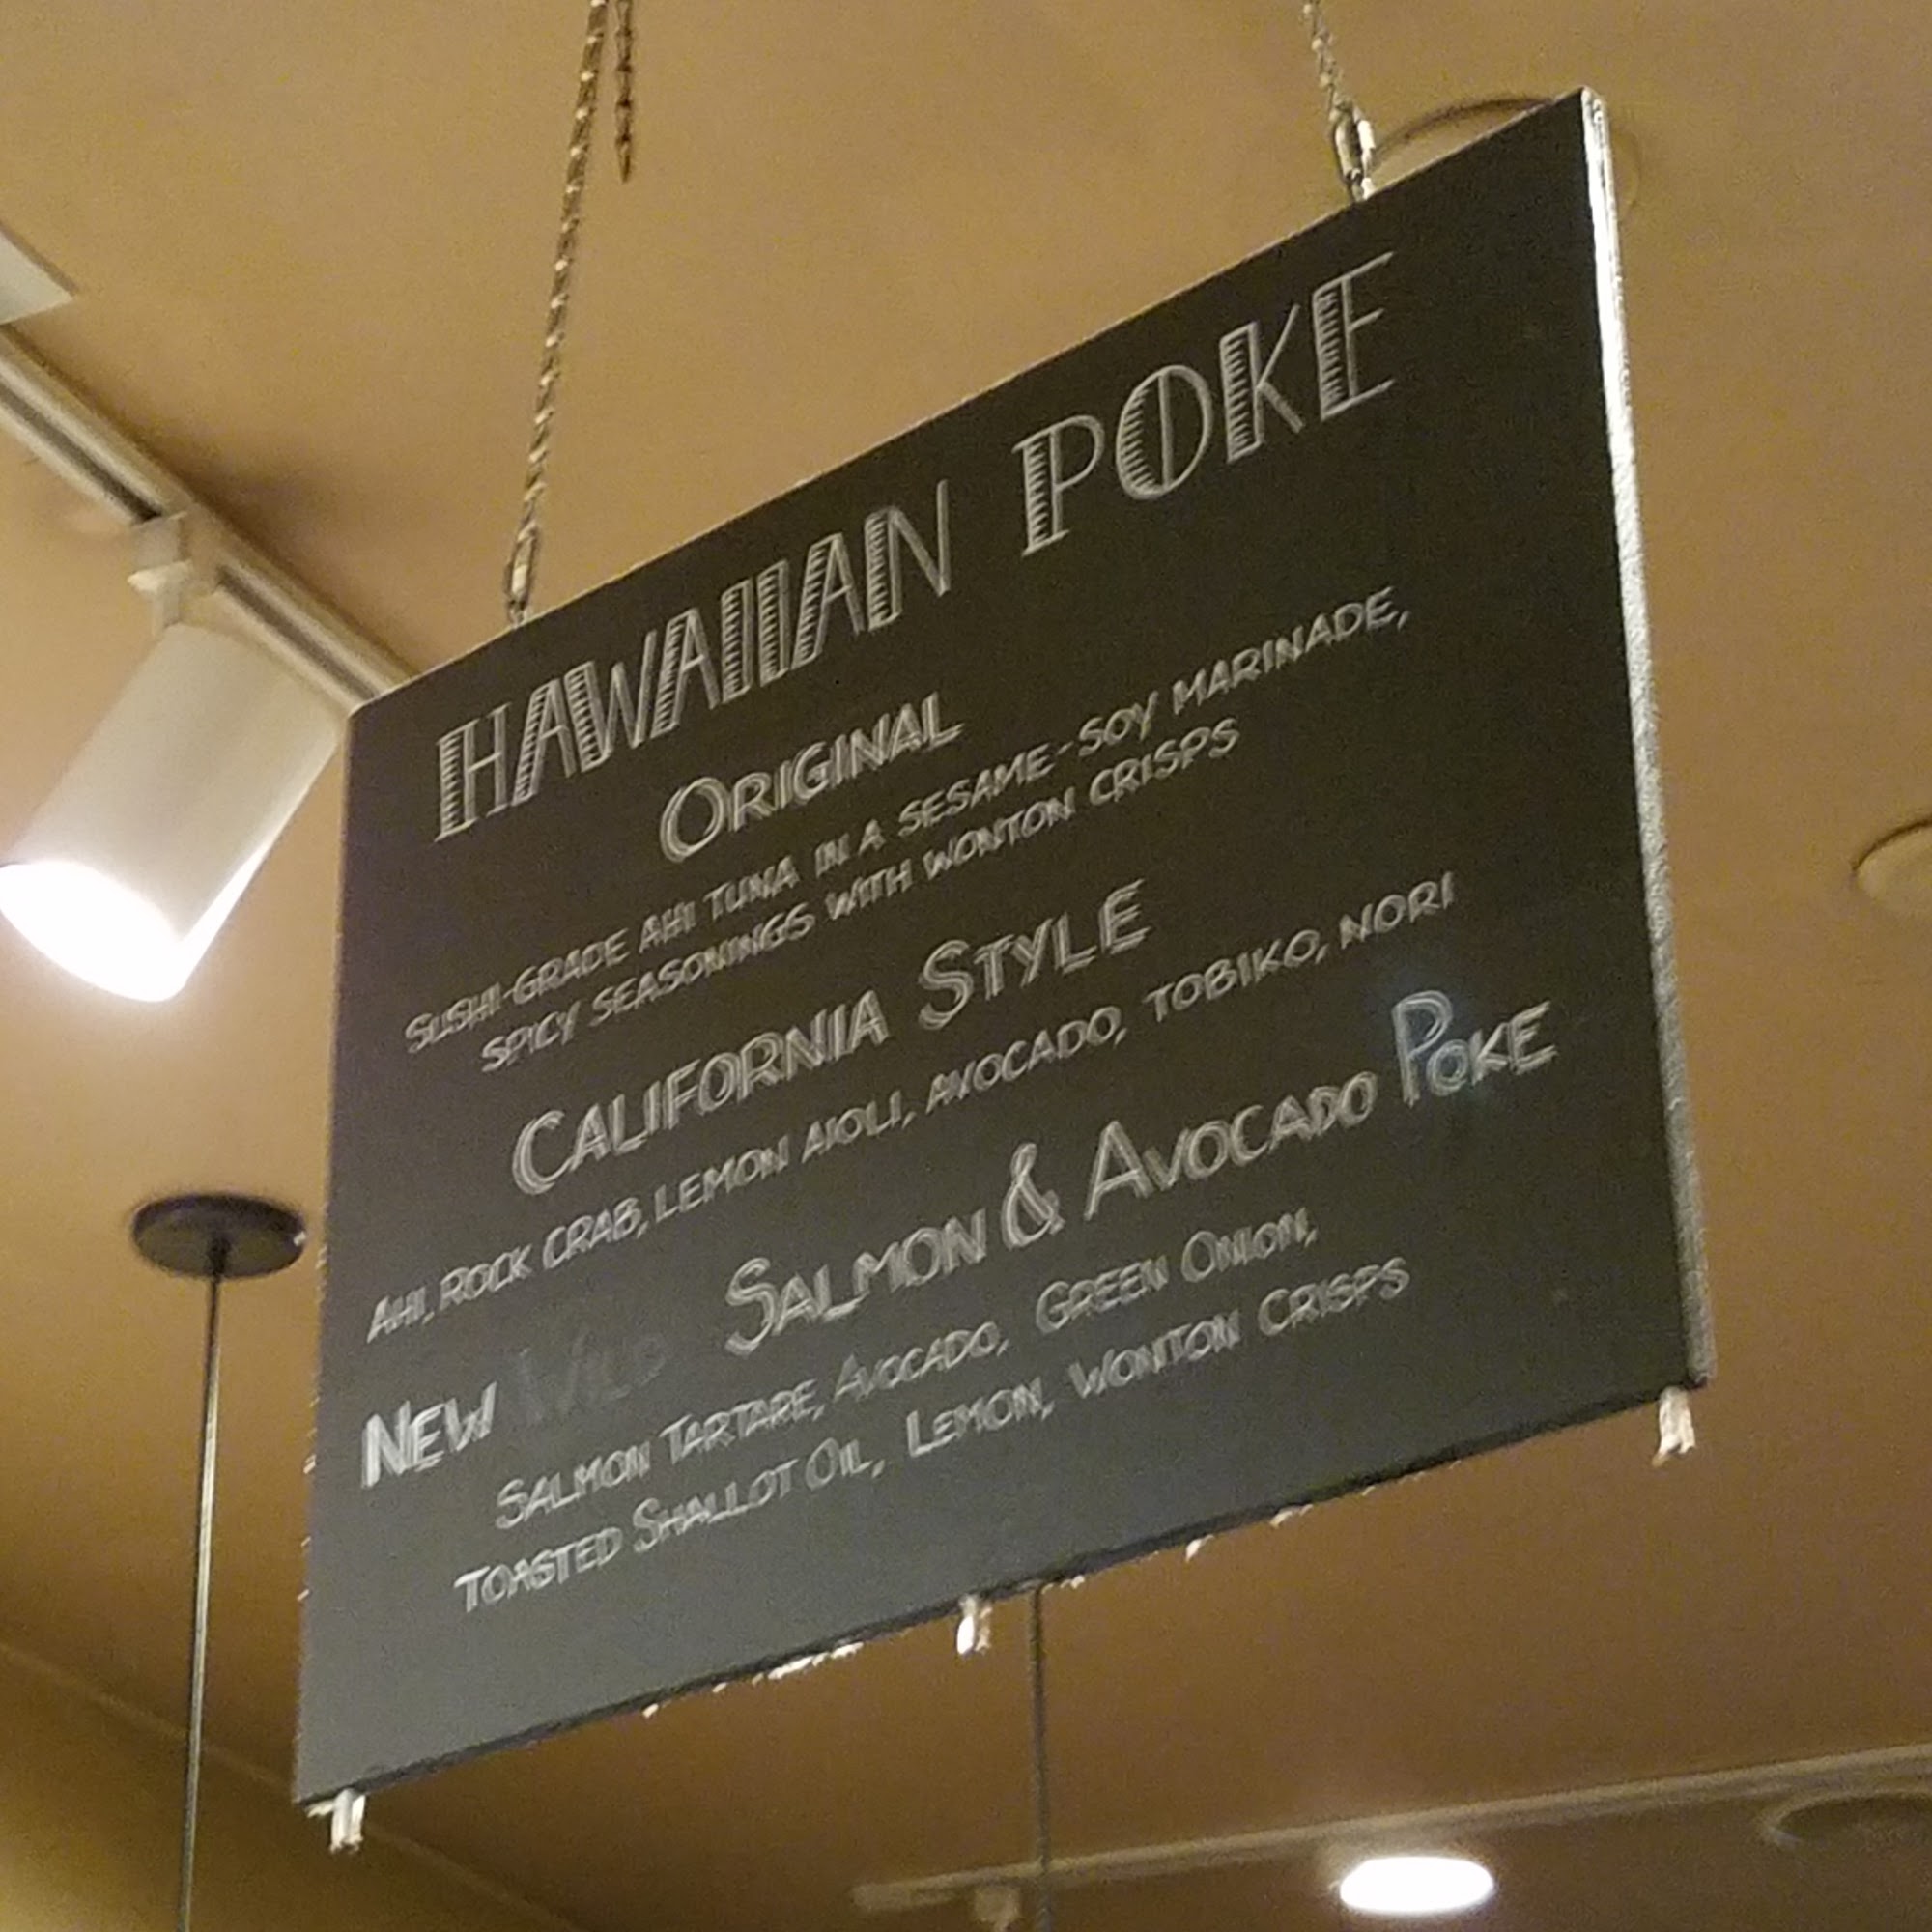 HAWAIIAN POKE
ORIGINAL
SUSHI-GRADE AHI TUNA IN A SESAME-SOY MARINADE,
SPICY SEASONINGS WITH WONTON CRISPS
CALIFORNIA STYLE
AHI, ROCK CRAB, LEMON AIOLI, AVOCADO, TOBIKO, NORI
NEW WILD SALMON & AVOCADO POKE
SALMON TARTARE, AVOCADO, GREEN ONION,
TOASTED SHALLOT OIL, LEMON, WONTON CRISPS